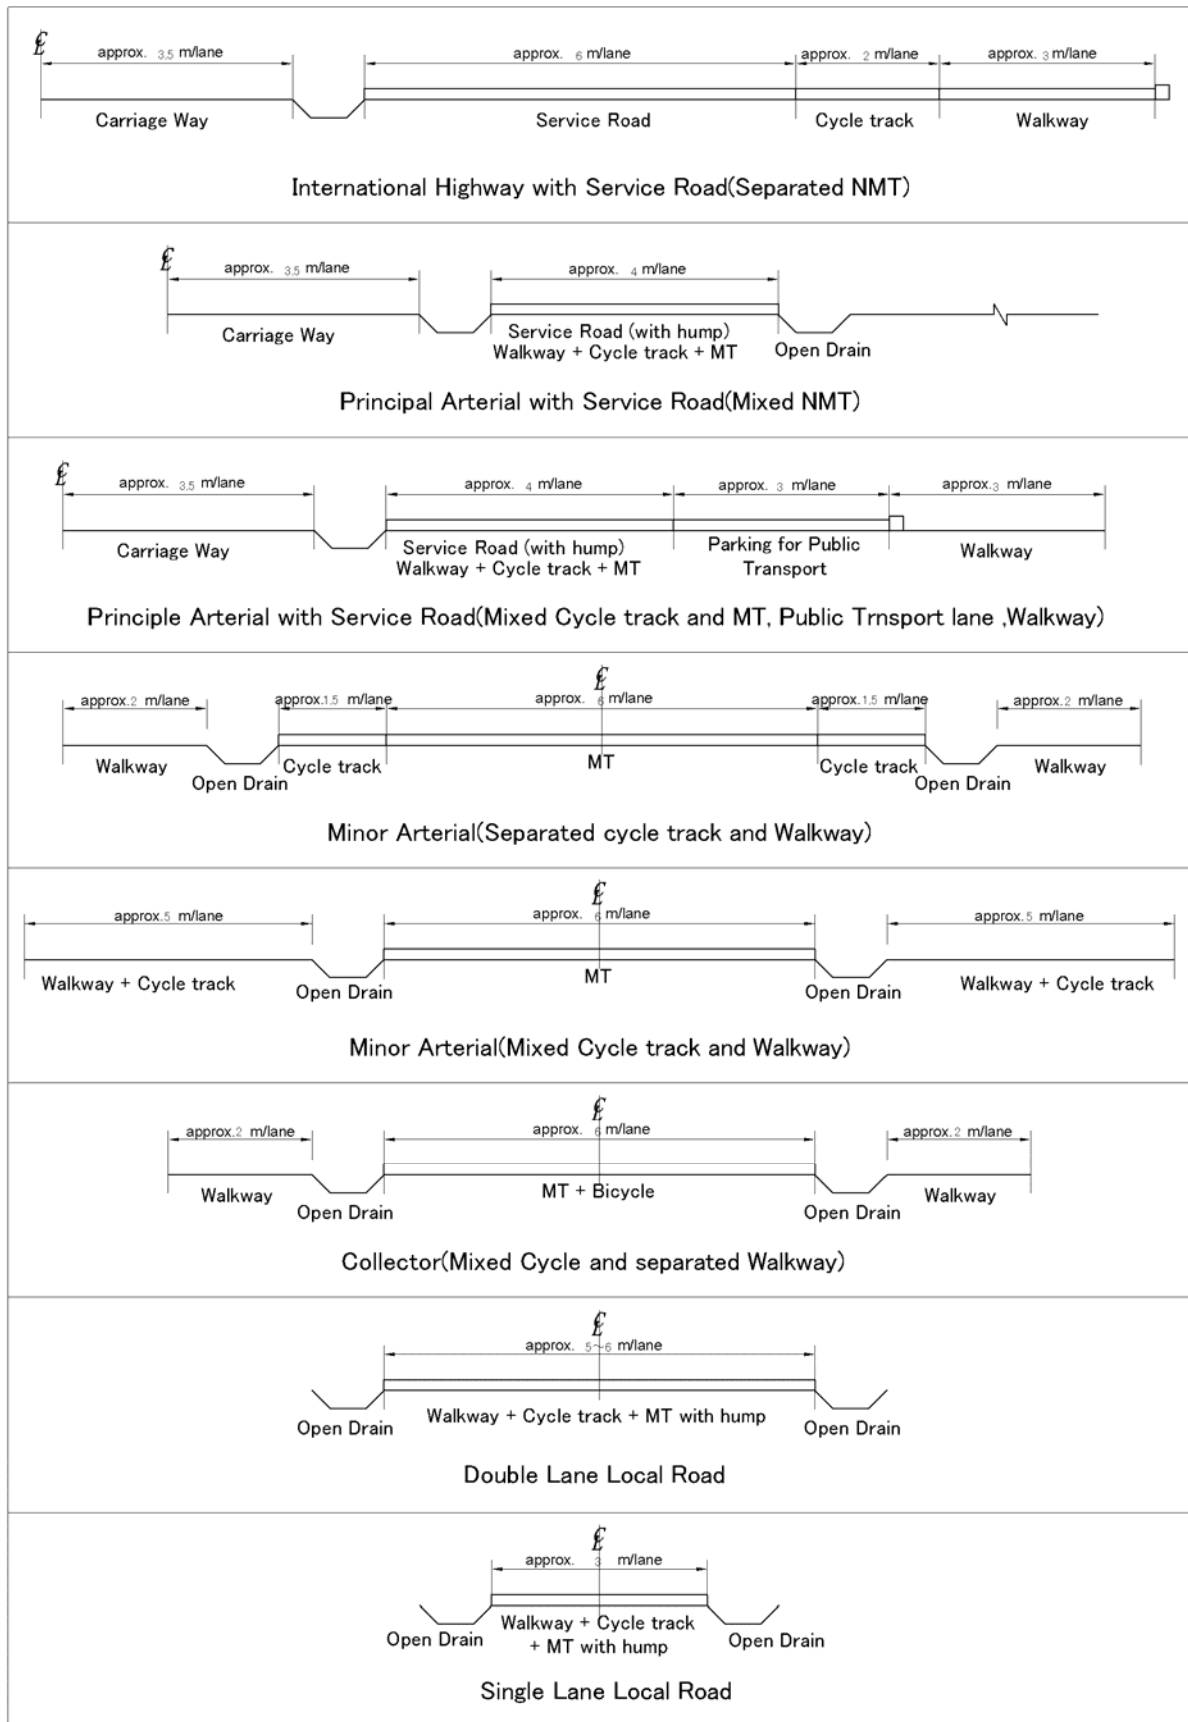 ℄
approx. 3.5 m/lane approx. 6 m/lane approx. 2 m/lane approx. 3 m/lane
Carriage Way Service Road Cycle track Walkway
International Highway with Service Road(Separated NMT)
℄
approx. 3.5 m/lane approx. 4 m/lane
Carriage Way Service Road (with hump)
Walkway + Cycle track + MT Open Drain
Principal Arterial with Service Road(Mixed NMT)
℄
approx. 3.5 m/lane approx. 4 m/lane approx. 3 m/lane approx.3 m/lane
Carriage Way Service Road (with hump) Parking for Public Walkway
Walkway + Cycle track + MT Transport
Principle Arterial with Service Road(Mixed Cycle track and MT, Public Trnsport lane ,Walkway)
℄
approx.2 m/lane approx.1.5 m/lane approx. 6 m/lane approx.1.5 m/lane approx.2 m/lane
Walkway Open Drain Cycle track MT Cycle track Open Drain Walkway
Minor Arterial(Separated cycle track and Walkway)
℄
approx.5 m/lane approx. 6 m/lane approx.5 m/lane
Walkway + Cycle track Open Drain MT Open Drain Walkway + Cycle track
Minor Arterial(Mixed Cycle track and Walkway)
℄
approx.2 m/lane approx. 6 m/lane approx.2 m/lane
Walkway Open Drain MT + Bicycle Open Drain Walkway
Collector(Mixed Cycle and separated Walkway)
℄
approx. 5~6 m/lane
Open Drain Walkway + Cycle track + MT with hump Open Drain
Double Lane Local Road
℄
approx. 3 m/lane
Open Drain Walkway + Cycle track Open Drain
+ MT with hump
Single Lane Local Road